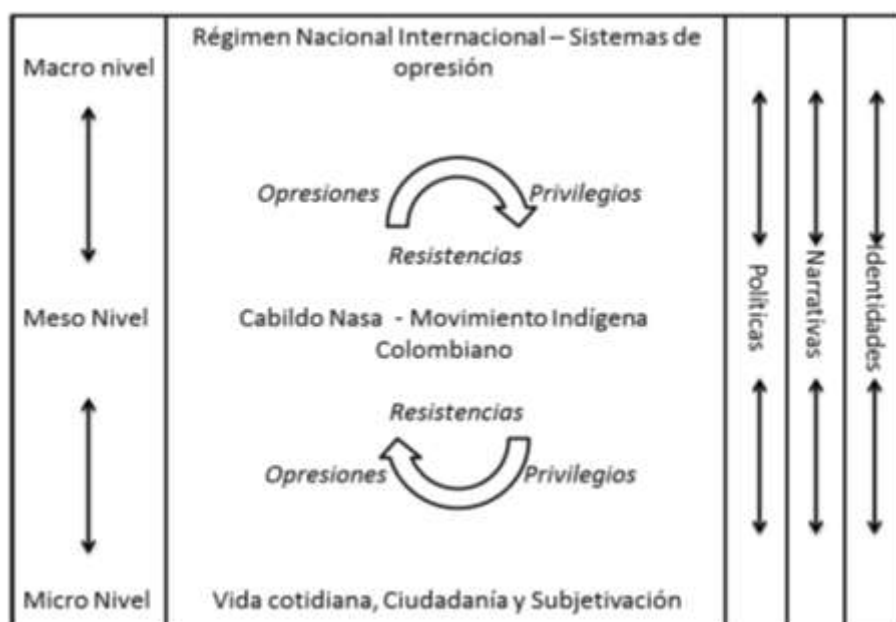 Macro nivel
Régimen Nacional Internacional – Sistemas de
opresión
Opresiones
Privilegios
Resistencias
Meso Nivel
Cabildo Nasa - Movimiento Indígena
Colombiano
Resistencias
Opresiones
Privilegios
Micro Nivel
Vida cotidiana, Ciudadanía y Subjetivación
Políticas
Narrativas
Identidades